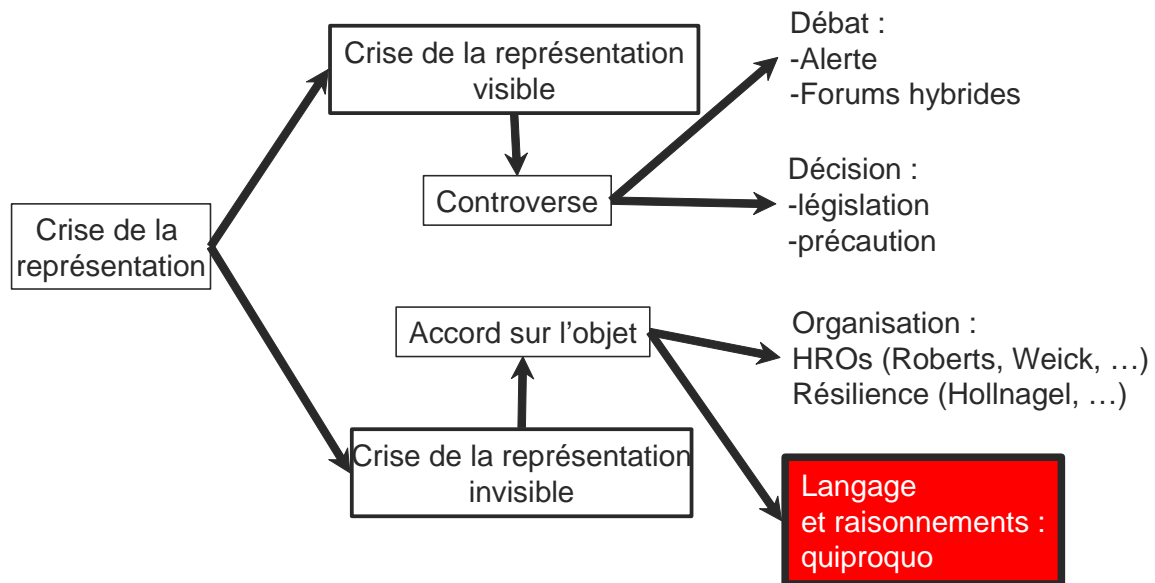 Crise de la
représentation
Crise de la représentation
visible
Controverse
Débat :
-Alerte
-Forums hybrides
Décision :
-législation
-précaution
Accord sur l’objet
Crise de la représentation
invisible
Organisation :
HROs (Roberts, Weick, …)
Résilience (Hollnagel, …)
Langage
et raisonnements :
quiproquo